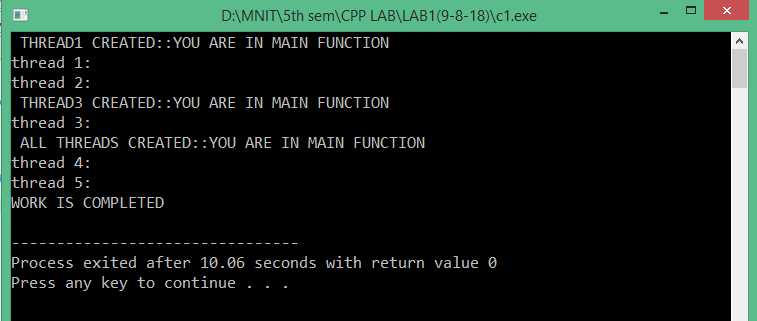 D:\MNIT\5th sem\CPP LAB\LAB1(9-8-18)\c1.exe
THREAD1 CREATED::YOU ARE IN MAIN FUNCTION
thread 1:
thread 2:
THREAD3 CREATED::YOU ARE IN MAIN FUNCTION
thread 3:
ALL THREADS CREATED::YOU ARE IN MAIN FUNCTION
thread 4:
thread 5:
WORK IS COMPLETED
--------------------------------
Process exited after 10.06 seconds with return value 0
Press any key to continue . . .